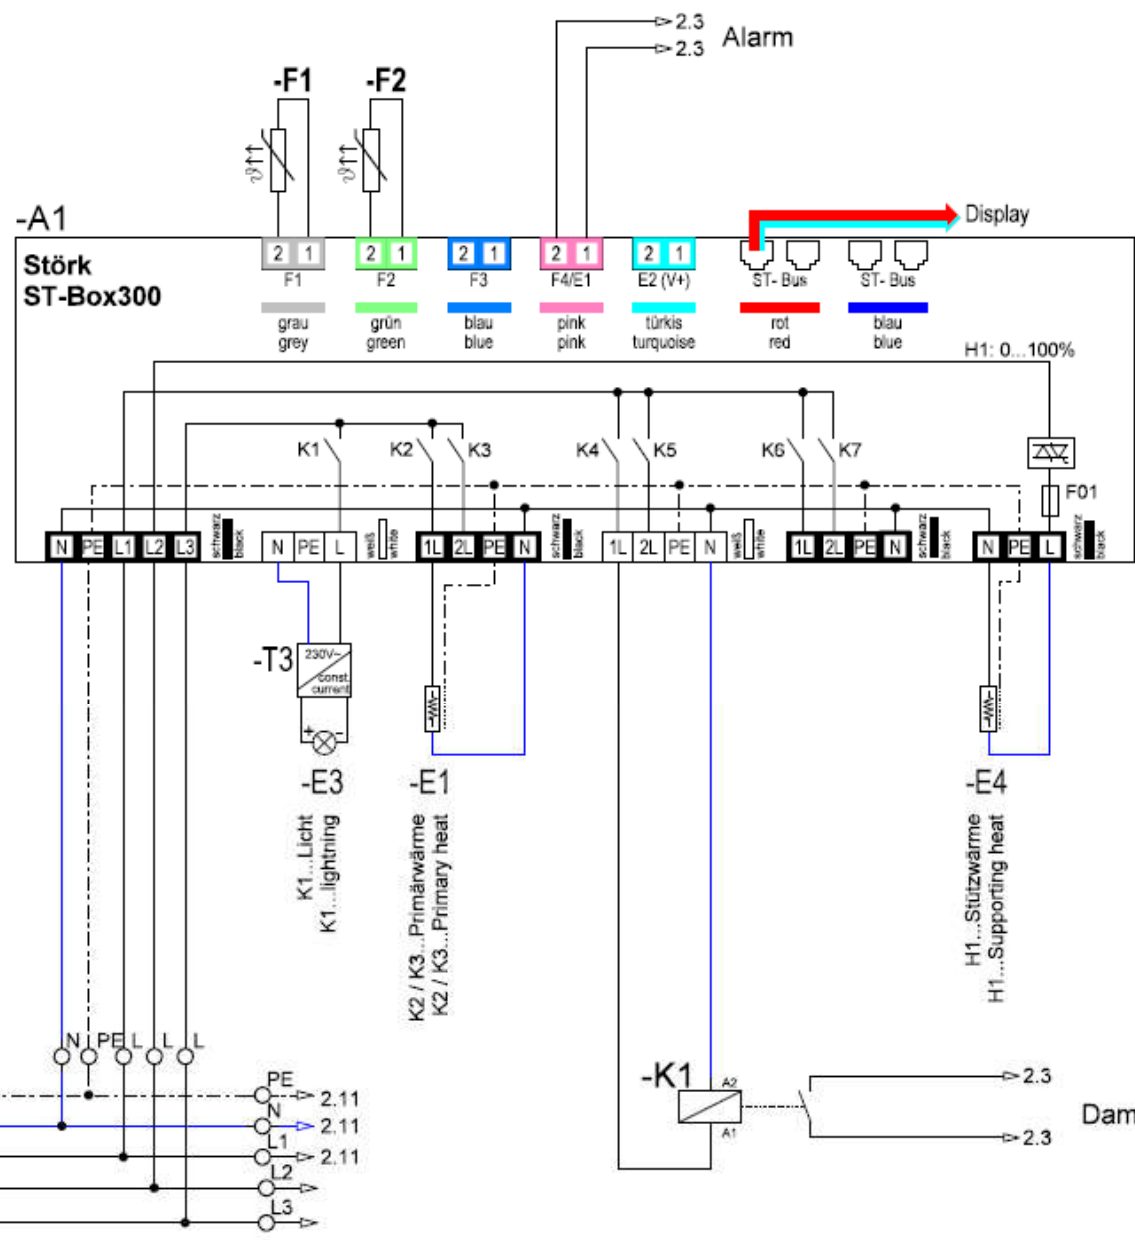 2.3
2.3
Alarm
-F1
-F2
ϑ↑↑
ϑ↑↑
-A1
Display
Störk
ST-Box300
2 1
2 1
2 1
2 1
2 1
F1
F2
F3
F4/E1
E2 (V+)
ST- Bus
ST- Bus
grau
grey
grün
green
blau
blue
pink
pink
türkis
turquoise
rot
red
blau
blue
H1: 0...100%
K1
K2
K3
K4
K5
K6
K7
F01
N PE L1 L2 L3
schwarz
black
N PE L
weiß
white
1L 2L PE N
schwarz
black
1L 2L PE N
weiß
white
1L 2L PE N
schwarz
black
N PE L
schwarz
black
-T3
230V~
const.
current
+ -
-E3
-E1
-E4
K1...Licht
K1...lightning
K2 / K3...Primärwärme
K2 / K3...Primary heat
H1...Stützwärme
H1...Supporting heat
N PE L L L
PE
2.11
N
2.11
L1
2.11
L2
L3
-K1
A2
A1
2.3
2.3
Dam